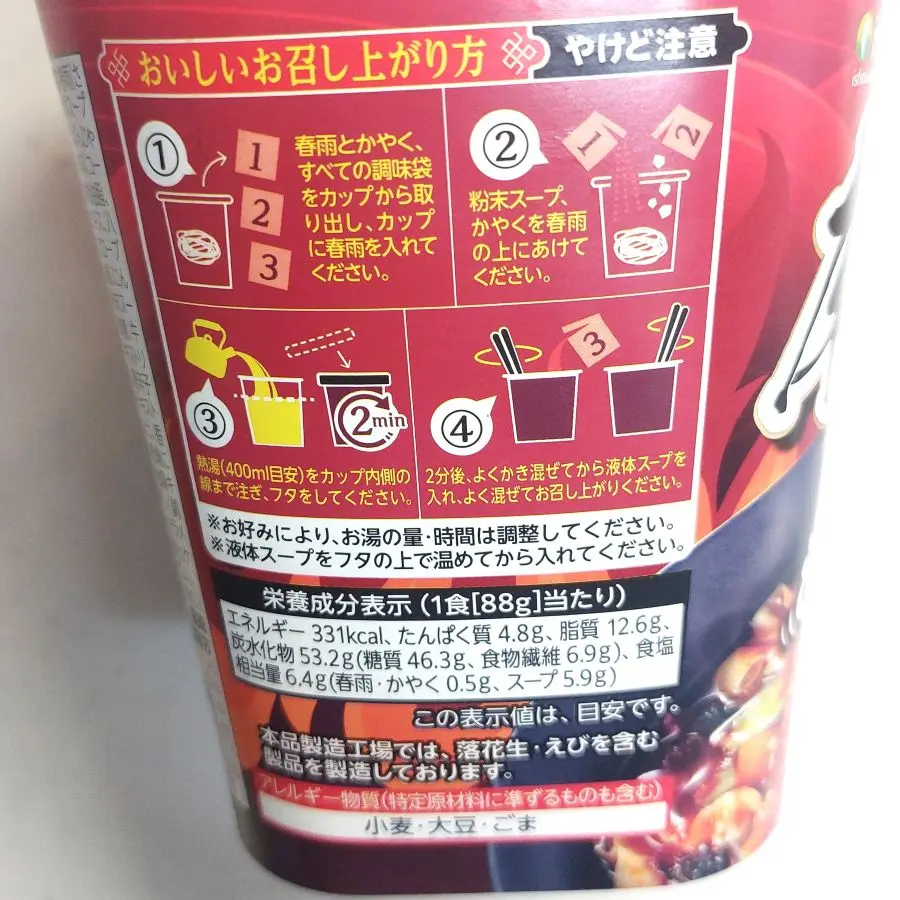 おいしいお召し上がり方
やけど注意
①
1
2
3
春雨とかやく、
すべての調味袋
をカップから取
り出し、カップ
に春雨を入れて
ください。
②
1
2
粉末スープ、
かやくを春雨
の上にあけて
ください。
③
2min
熱湯(400ml目安)をカップ内側の
線まで注ぎ、フタをしてください。
④
3
2分後、よくかき混ぜてから液体スープを
入れ、よく混ぜてお召し上がりください。
※お好みにより、お湯の量・時間は調整してください。
※液体スープをフタの上で温めてから入れてください。
栄養成分表示(1食[88g]当たり)
エネルギー 331kcal、たんぱく質 4.8g、脂質 12.6g、
炭水化物 53.2g(糖質 46.3g、食物繊維 6.9g)、食塩
相当量 6.4g(春雨・かやく 0.5g、スープ 5.9g)
この表示値は、目安です。
本品製造工場では、落花生・えびを含む
製品を製造しております。
アレルギー物質(特定原材料に準ずるものも含む)
小麦・大豆・ごま